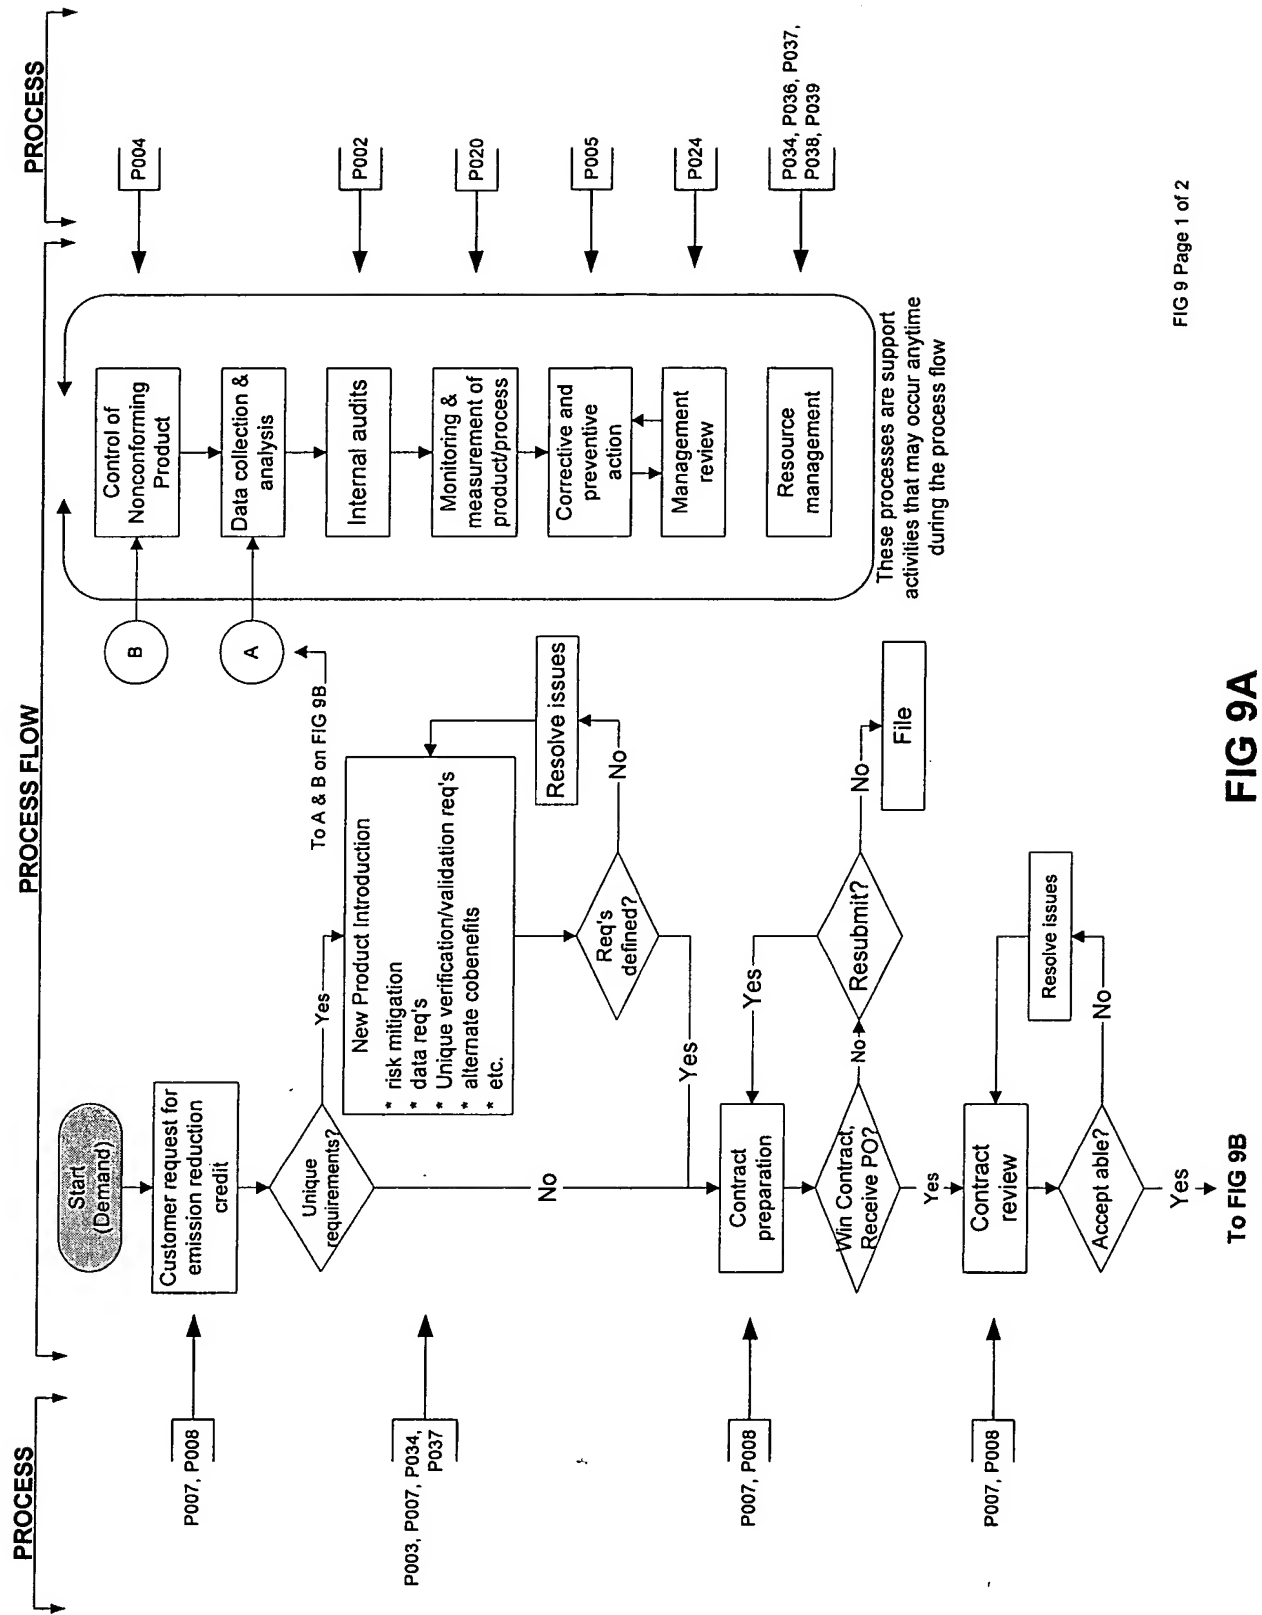 PROCESS
PROCESS FLOW
PROCESS
Start
(Demand)
P007, P008
Customer request for
emission reduction
credit
Unique
requirements?
Yes
No
P003, P007, P034,
P037
New Product Introduction
* risk mitigation
* data req's
* Unique verification/validation req's
* alternate cobenefits
* etc.
Req's
defined?
No
Resolve issues
Yes
P007, P008
Contract
preparation
Win Contract,
Receive PO?
No
Resubmit?
Yes
No
File
Yes
P007, P008
Contract
review
Accept able?
No
Resolve issues
Yes
To FIG 9B
B
A
To A & B on FIG 9B
Control of
Nonconforming
Product
P004
Data collection &
analysis
Internal audits
P002
Monitoring &
measurement of
product/process
P020
Corrective and
preventive
action
P005
Management
review
P024
Resource
management
P034, P036, P037,
P038, P039
These processes are support
activities that may occur anytime
during the process flow
FIG 9 Page 1 of 2
FIG 9A